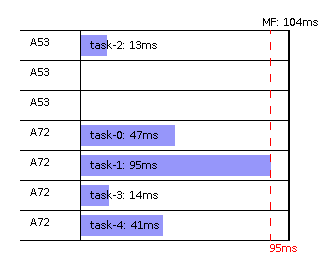 MF: 104ms
A53 task-2: 13ms
A53
A53
A72 task-0: 47ms
A72 task-1: 95ms
A72 task-3: 14ms
A72 task-4: 41ms
95ms